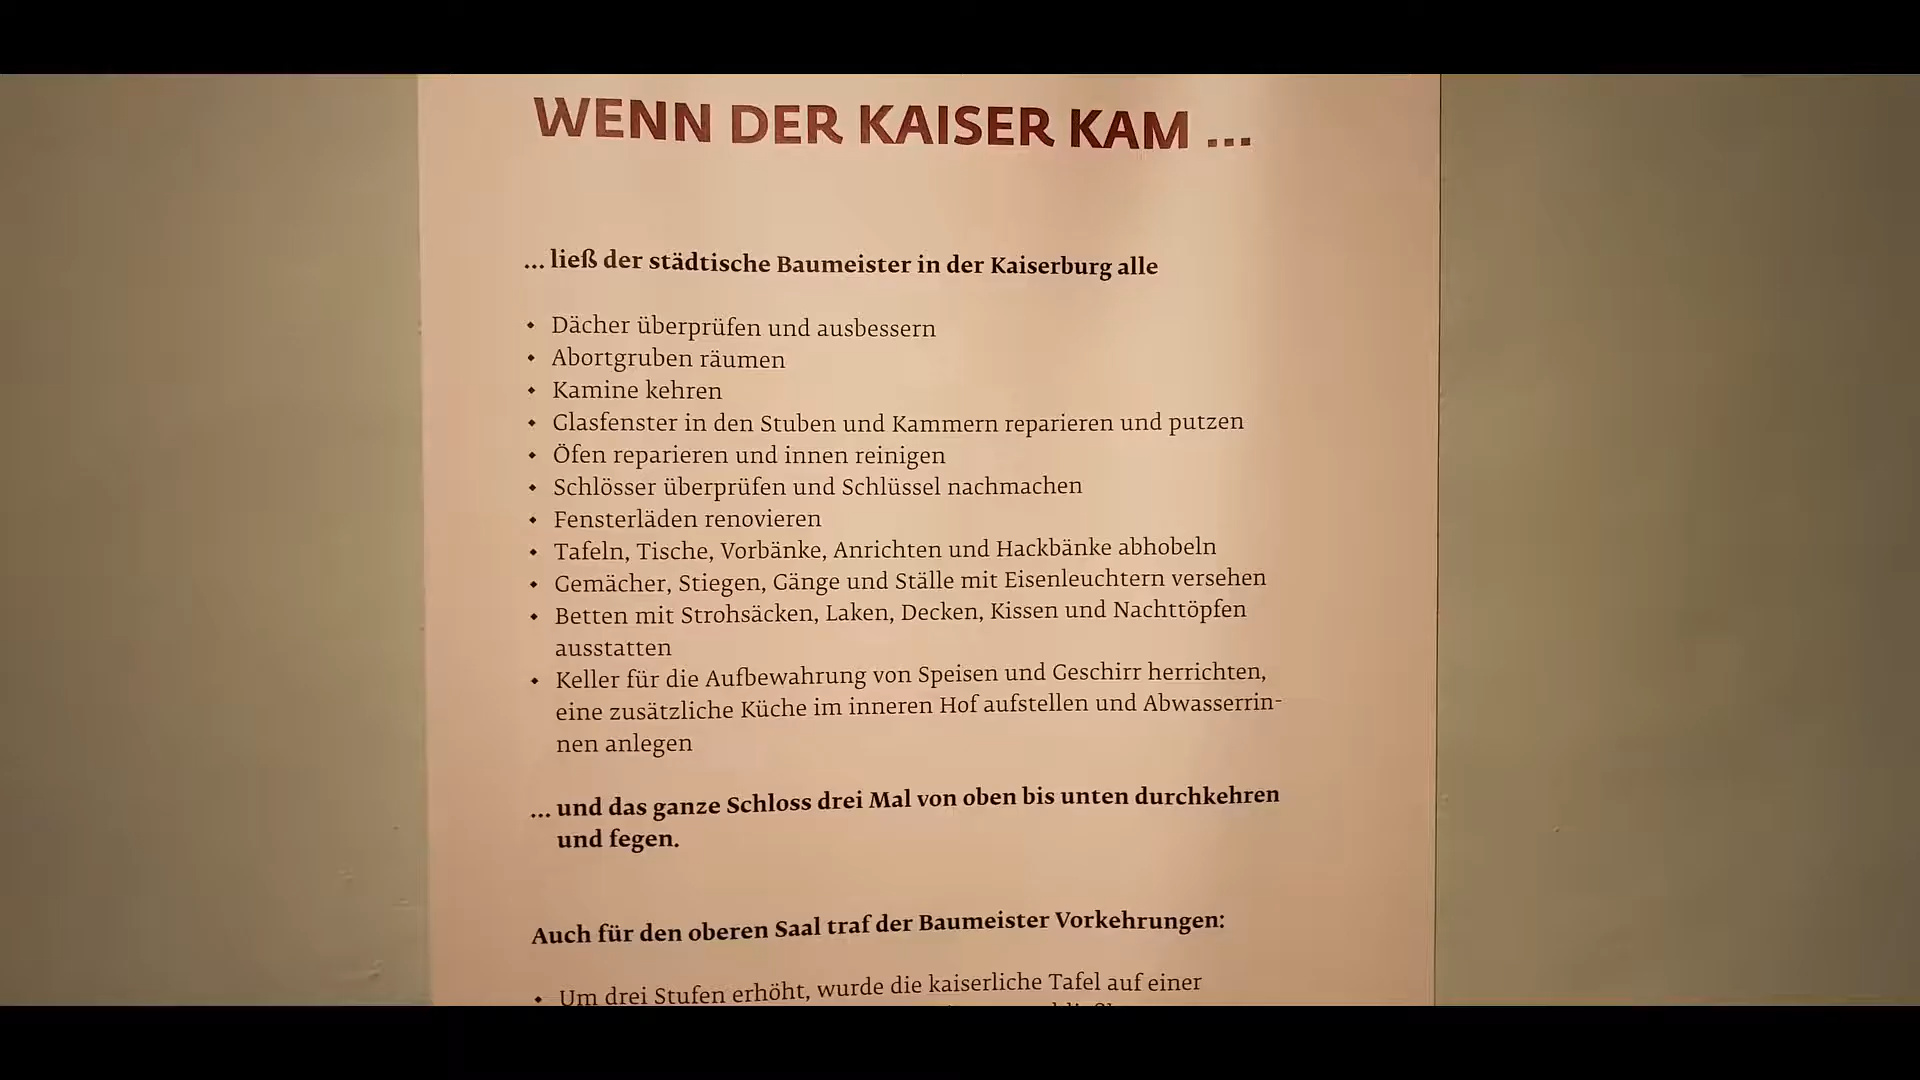 WENN DER KAISER KAM ...
... ließ der städtische Baumeister in der Kaiserburg alle
• Dächer überprüfen und ausbessern
• Abortgruben räumen
• Kamine kehren
• Glasfenster in den Stuben und Kammern reparieren und putzen
• Öfen reparieren und innen reinigen
• Schlösser überprüfen und Schlüssel nachmachen
• Fensterläden renovieren
• Tafeln, Tische, Vorbänke, Anrichten und Hackbänke abhobeln
• Gemächer, Stiegen, Gänge und Ställe mit Eisenleuchtern versehen
• Betten mit Strohsäcken, Laken, Decken, Kissen und Nachttöpfen
ausstatten
• Keller für die Aufbewahrung von Speisen und Geschirr herrichten,
eine zusätzliche Küche im inneren Hof aufstellen und Abwasserrin-
nen anlegen
... und das ganze Schloss drei Mal von oben bis unten durchkehren
und fegen.
Auch für den oberen Saal traf der Baumeister Vorkehrungen:
• Um drei Stufen erhöht, wurde die kaiserliche Tafel auf einer